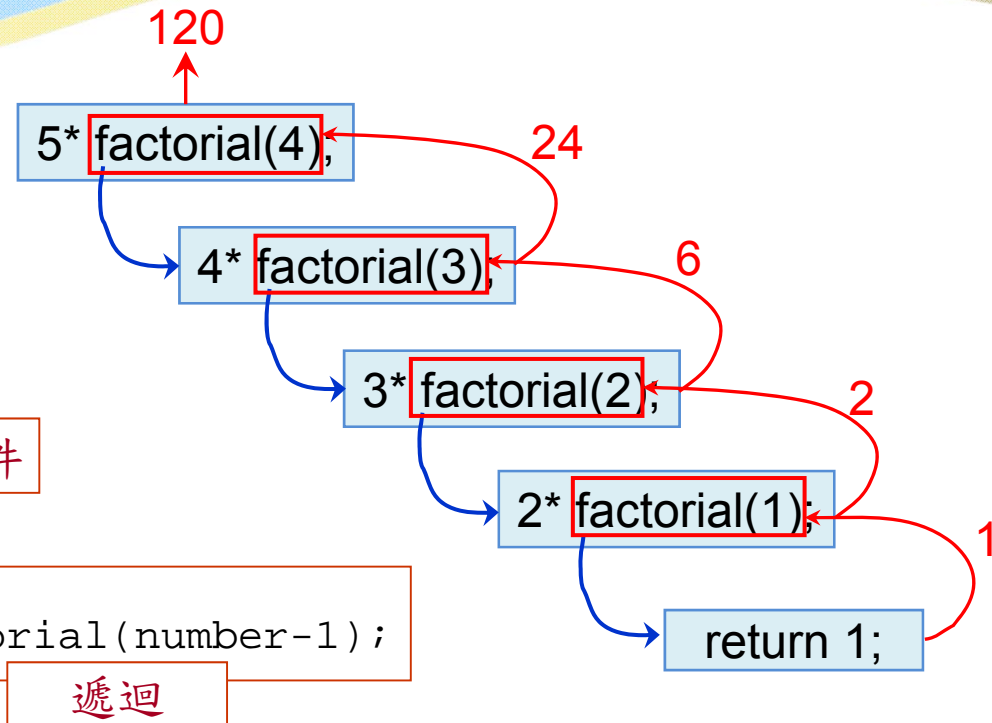 120
5* factorial(4);
24
4* factorial(3);
6
3* factorial(2);
2
件
2* factorial(1);
1
orial(number-1);
return 1;
遞迴